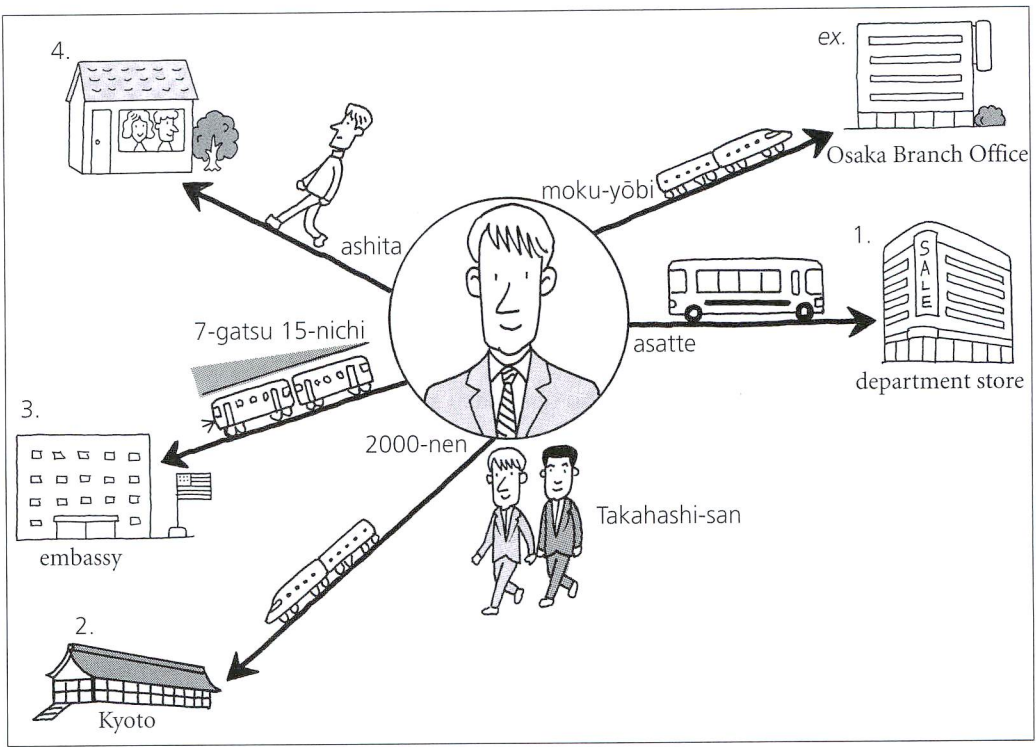 ex.
Osaka Branch Office
moku-yōbi
1.
SALE
department store
asatte
2.
Kyoto
2000-nen
Takahashi-san
3.
embassy
7-gatsu 15-nichi
4.
ashita